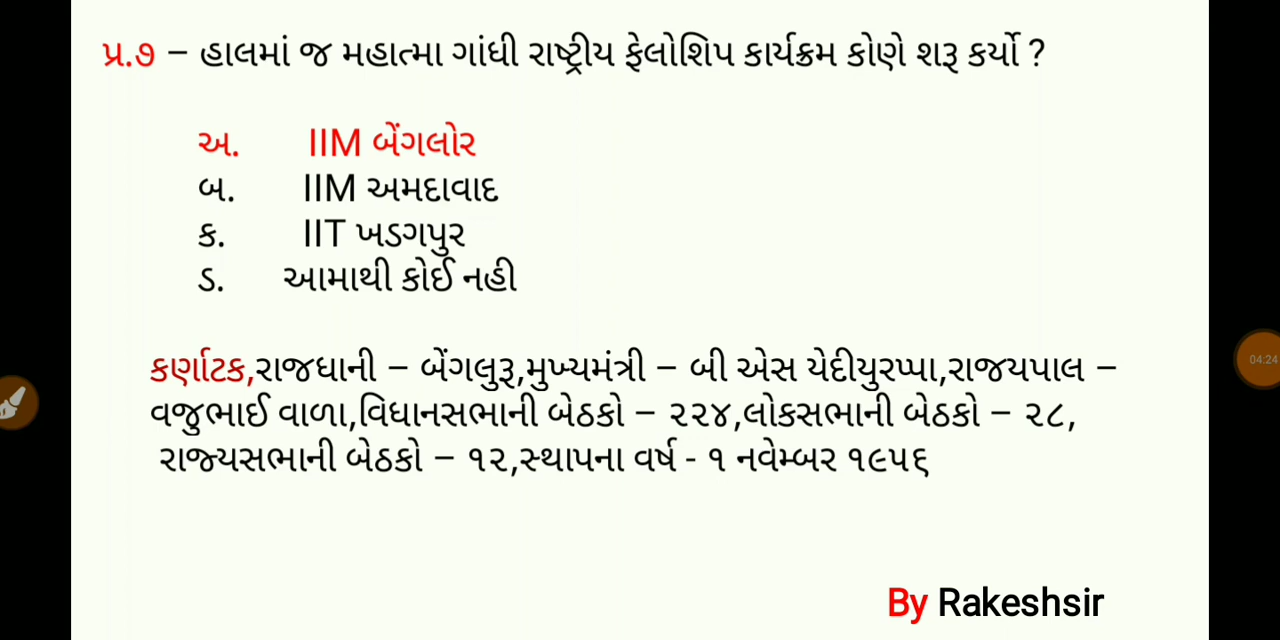 પ્ર.૭ – હાલમાં જ મહાત્મા ગાંધી રાષ્ટ્રીય ફેલોશિપ કાર્યક્રમ કોણે શરૂ કર્યો ?
અ. IIM બેંગલોર
બ. IIM અમદાવાદ
ક. IIT ખડગપુર
ડ. આમાથી કોઈ નહી
કર્ણાટક,રાજધાની – બેંગલુરૂ,મુખ્યમંત્રી – બી એસ યેદીયુરપ્પા,રાજયપાલ –
વજુભાઈ વાળા,વિધાનસભાની બેઠકો – ૨૨૪,લોકસભાની બેઠકો – ૨૮,
રાજ્યસભાની બેઠકો – ૧૨,સ્થાપના વર્ષ - ૧ નવેમ્બર ૧૯૫૬
By Rakeshsir
04:24